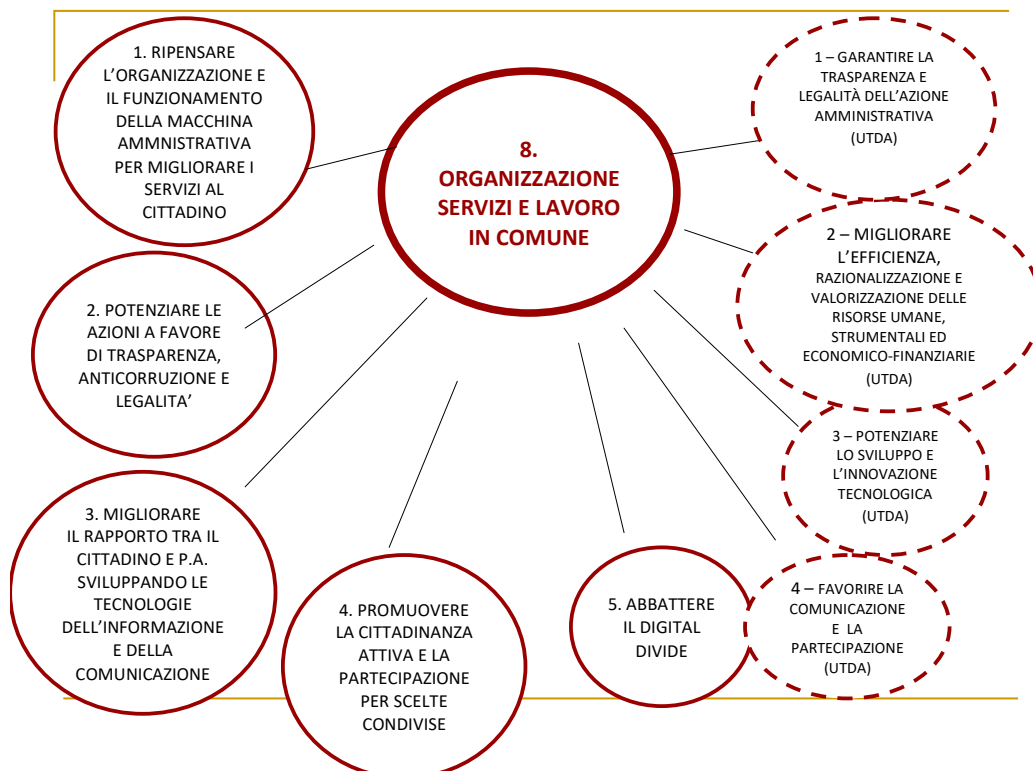 8.
ORGANIZZAZIONE
SERVIZI E LAVORO
IN COMUNE
1. RIPENSARE
L'ORGANIZZAZIONE E
IL FUNZIONAMENTO
DELLA MACCHINA
AMMNISTRATIVA
PER MIGLIORARE I
SERVIZI AL
CITTADINO
2. POTENZIARE LE
AZIONI A FAVORE
DI TRASPARENZA,
ANTICORRUZIONE E
LEGALITA'
3. MIGLIORARE
IL RAPPORTO TRA IL
CITTADINO E P.A.
SVILUPPANDO LE
TECNOLOGIE
DELL'INFORMAZIONE
E DELLA
COMUNICAZIONE
4. PROMUOVERE
LA CITTADINANZA
ATTIVA E LA
PARTECIPAZIONE
PER SCELTE
CONDIVISE
5. ABBATTERE
IL DIGITAL
DIVIDE
1 – GARANTIRE LA
TRASPARENZA E
LEGALITÀ DELL'AZIONE
AMMINISTRATIVA
(UTDA)
2 – MIGLIORARE
L'EFFICIENZA,
RAZIONALIZZAZIONE E
VALORIZZAZIONE DELLE
RISORSE UMANE,
STRUMENTALI ED
ECONOMICO-FINANZIARIE
(UTDA)
3 – POTENZIARE
LO SVILUPPO E
L'INNOVAZIONE
TECNOLOGICA
(UTDA)
4 – FAVORIRE LA
COMUNICAZIONE
E LA
PARTECIPAZIONE
(UTDA)